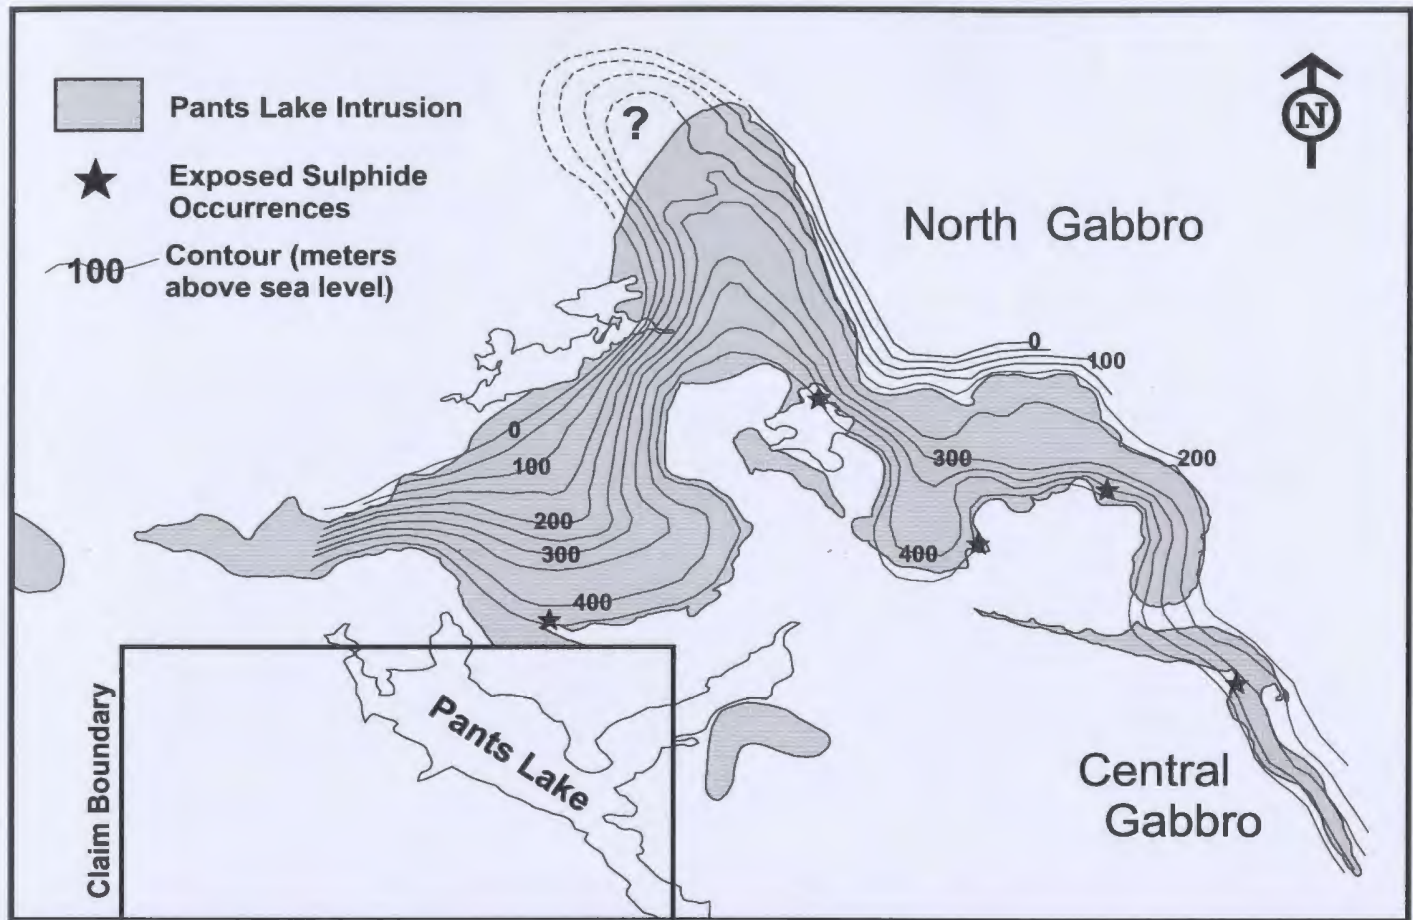 Pants Lake Intrusion
Exposed Sulphide
Occurrences
100
Contour (meters
above sea level)
?
N
North Gabbro
0
100
0
100
200
300
200
300
400
400
Claim Boundary
Pants Lake
Central
Gabbro